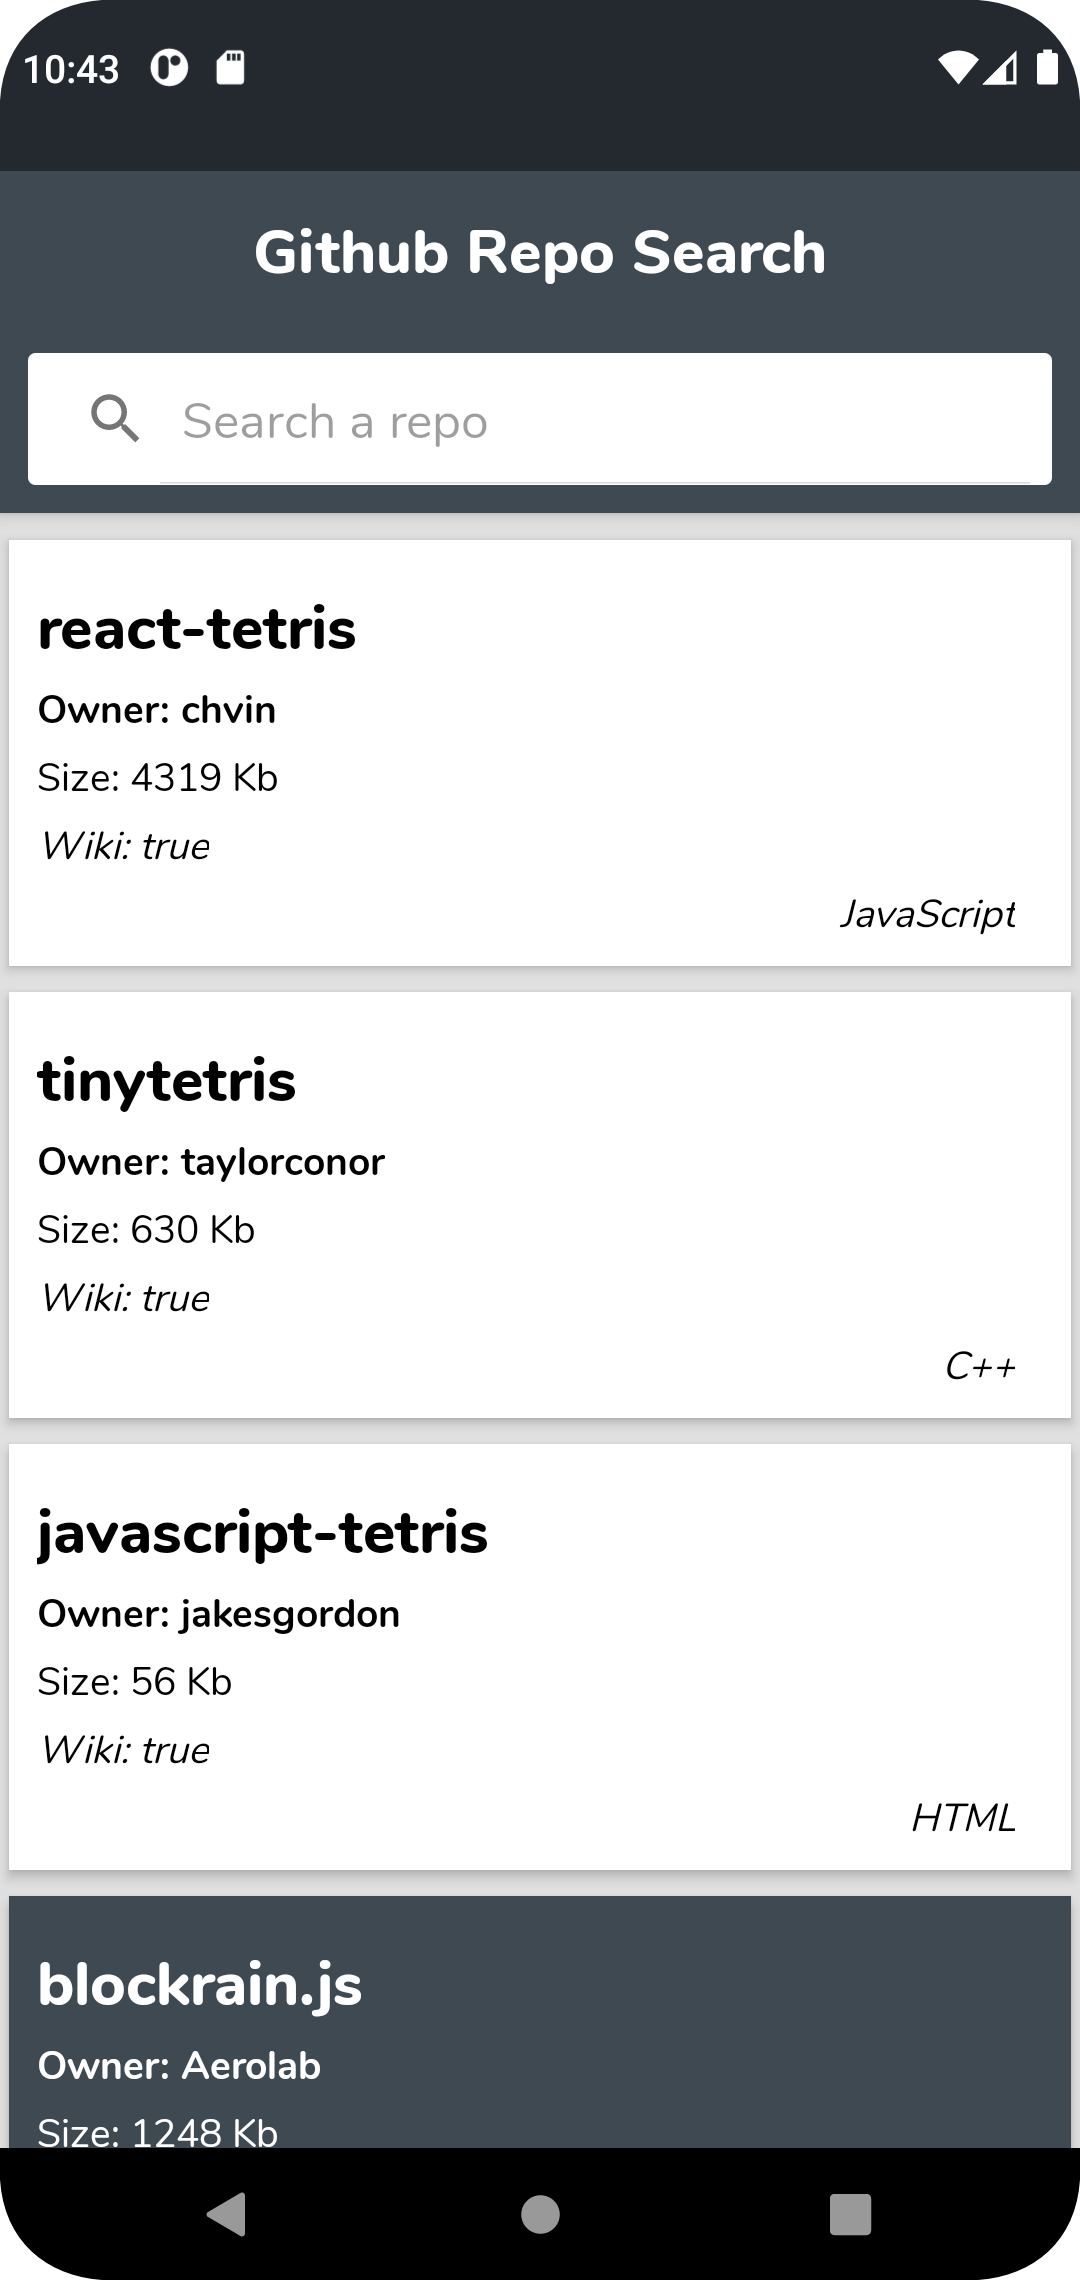 10:43
Github Repo Search
Search a repo
react-tetris
Owner: chvin
Size: 4319 Kb
Wiki: true
JavaScript
tinytetris
Owner: taylorconor
Size: 630 Kb
Wiki: true
C++
javascript-tetris
Owner: jakesgordon
Size: 56 Kb
Wiki: true
HTML
blockrain.js
Owner: Aerolab
Size: 1248 Kb